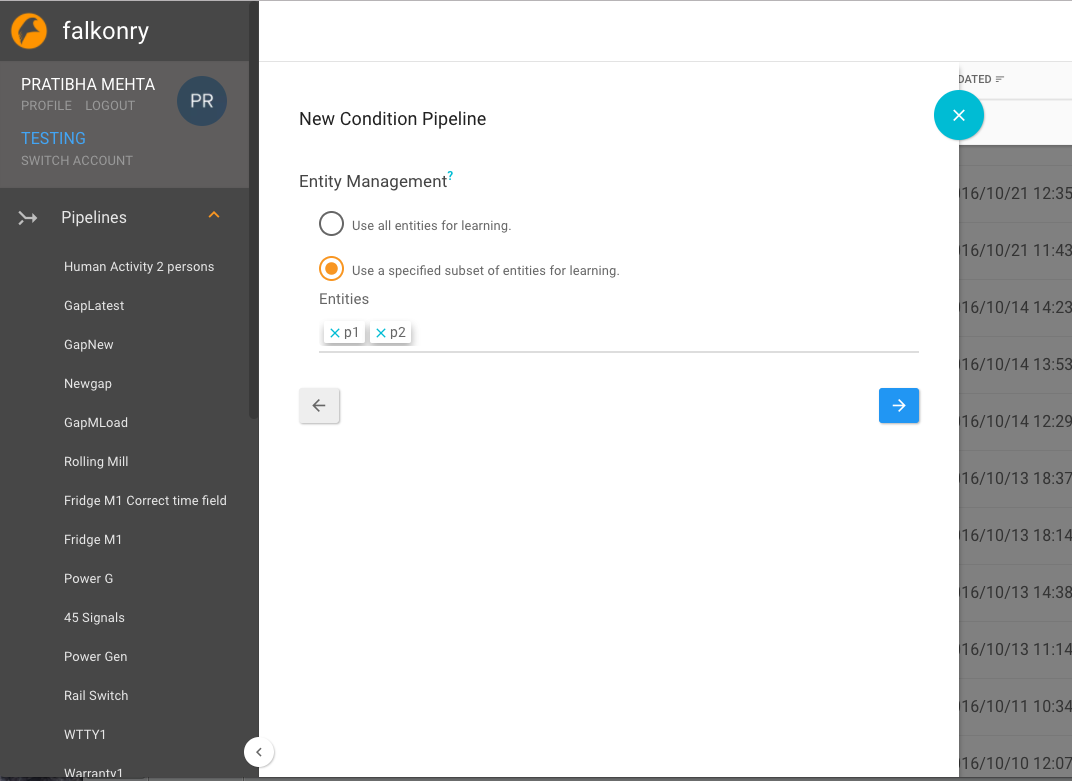 falkonry
PRATIBHA MEHTA
PROFILE LOGOUT
PR
TESTING
SWITCH ACCOUNT
Pipelines
Human Activity 2 persons
GapLatest
GapNew
Newgap
GapMLoad
Rolling Mill
Fridge M1 Correct time field
Fridge M1
Power G
45 Signals
Power Gen
Rail Switch
WTTY1
Warranty1
New Condition Pipeline
Entity Management?
Use all entities for learning.
Use a specified subset of entities for learning.
Entities
p1 p2
DATED
16/10/21 12:35
16/10/21 11:43
16/10/14 14:23
16/10/14 13:53
16/10/14 12:29
16/10/13 18:37
16/10/13 18:14
16/10/13 14:38
16/10/13 11:14
16/10/11 10:34
16/10/10 12:07